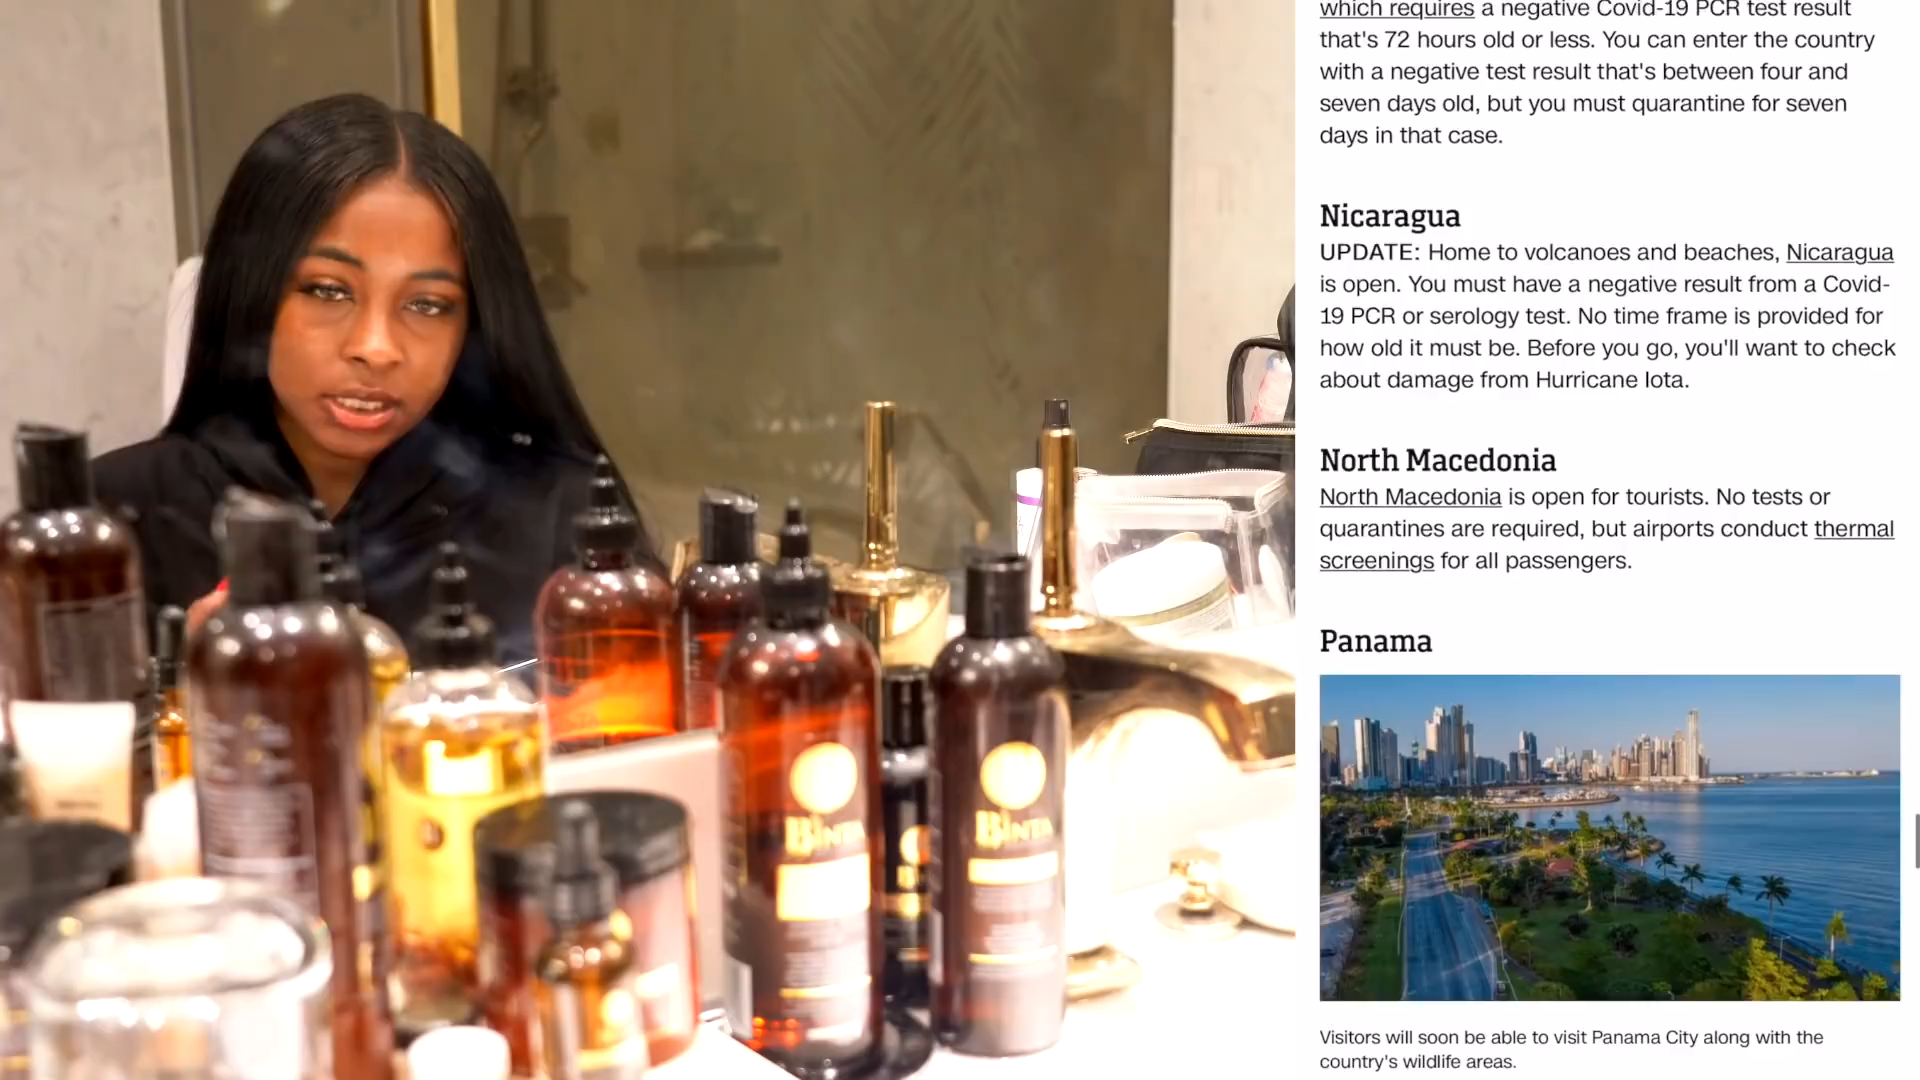 which requires a negative Covid-19 PCR test result
that's 72 hours old or less. You can enter the country
with a negative test result that's between four and
seven days old, but you must quarantine for seven
days in that case.
Nicaragua
UPDATE: Home to volcanoes and beaches, Nicaragua
is open. You must have a negative result from a Covid-
19 PCR or serology test. No time frame is provided for
how old it must be. Before you go, you'll want to check
about damage from Hurricane Iota.
North Macedonia
North Macedonia is open for tourists. No tests or
quarantines are required, but airports conduct thermal
screenings for all passengers.
Panama
Visitors will soon be able to visit Panama City along with the
country's wildlife areas.
BINTA
BINTA